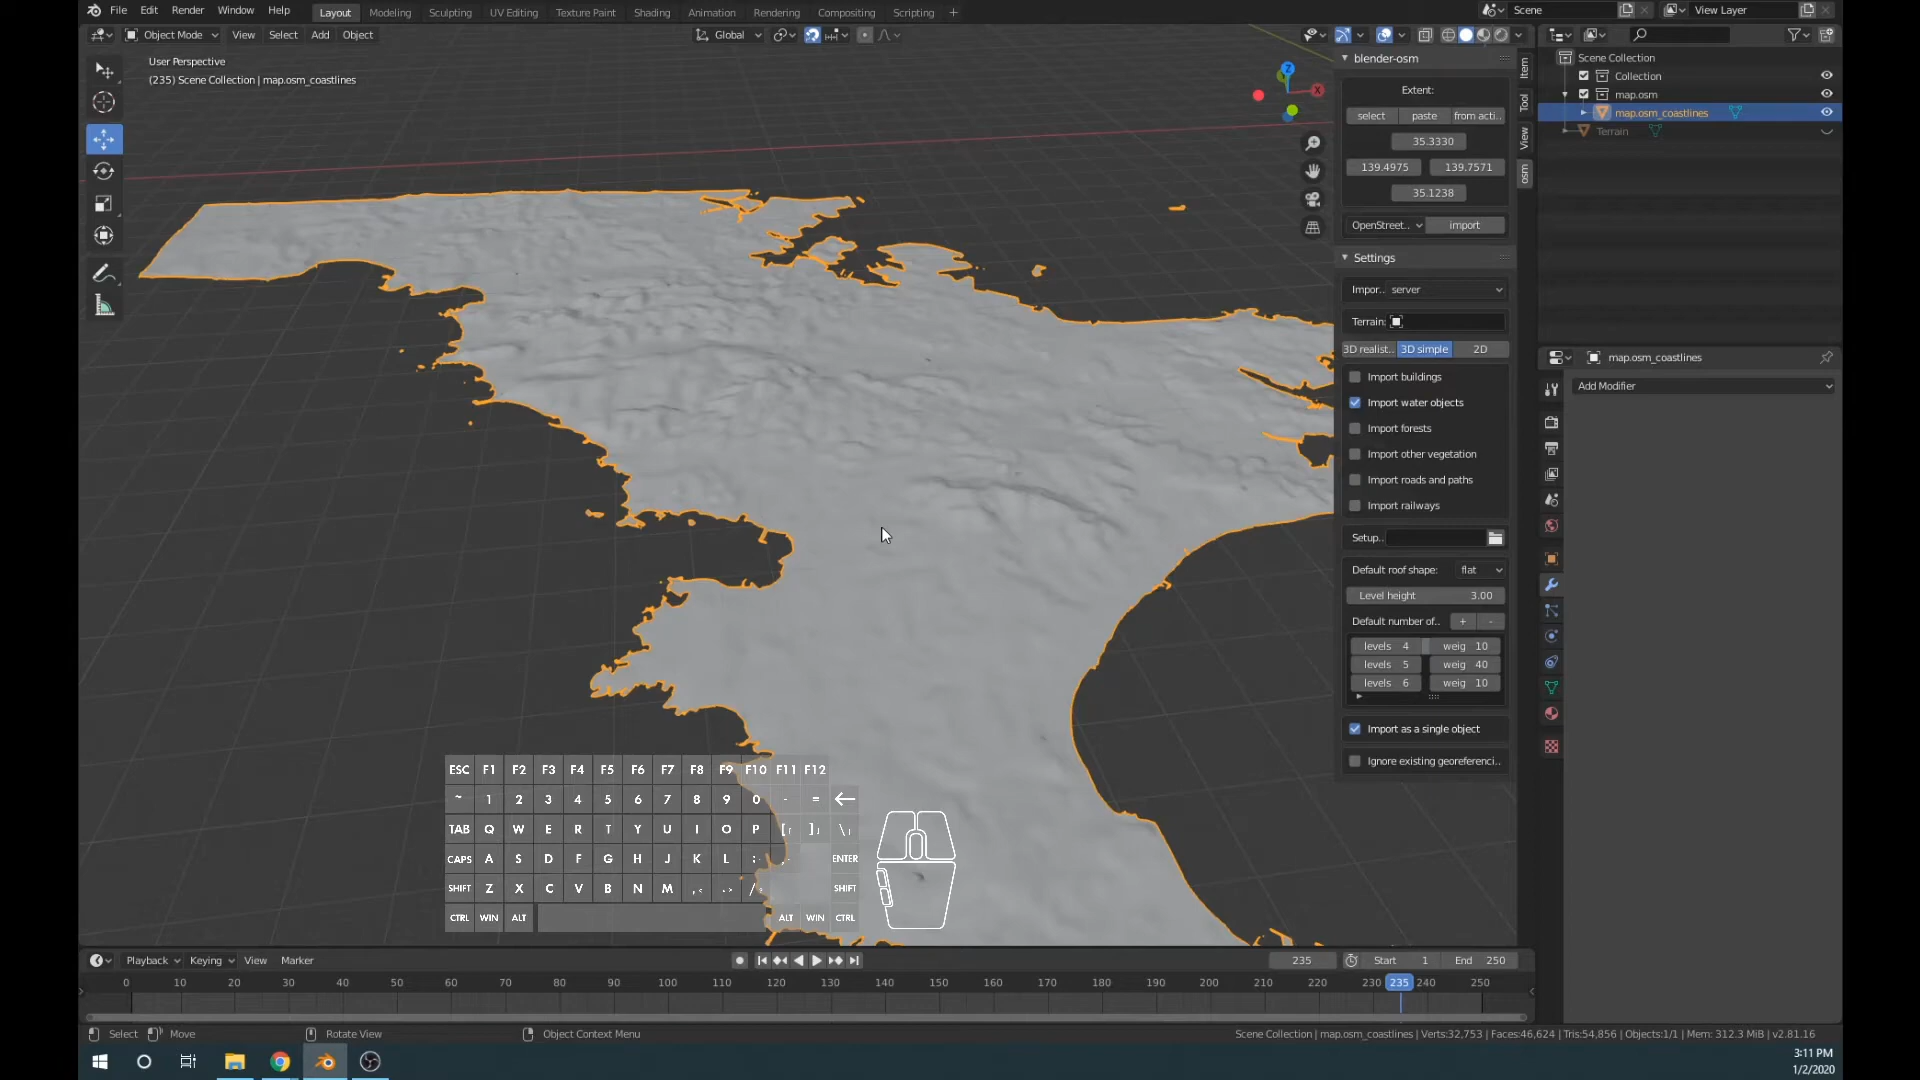 File Edit Render Window Help Layout Modeling Sculpting UV Editing Texture Paint Shading Animation Rendering Compositing Scripting + Scene View Layer
Object Mode View Select Add Object Global
User Perspective
(235) Scene Collection | map.osm_coastlines
Z
X
blender-osm
Extent:
select paste from acti..
35.3330
139.4975 139.7571
35.1238
OpenStreet.. import
Settings
Impor.. server
Terrain:
3D realist.. 3D simple 2D
Import buildings
Import water objects
Import forests
Import other vegetation
Import roads and paths
Import railways
Setup..
Default roof shape: flat
Level height 3.00
Default number of.. + -
levels 4 weig 10
levels 5 weig 40
levels 6 weig 10
Import as a single object
Ignore existing georeferenci..
Item
Tool
View
osm
Scene Collection
Collection
map.osm
map.osm_coastlines
Terrain
map.osm_coastlines
Add Modifier
ESC F1 F2 F3 F4 F5 F6 F7 F8 F9 F10 F11 F12
~ 1 2 3 4 5 6 7 8 9 0 - =
TAB Q W E R T Y U I O P [ ] \
CAPS A S D F G H J K L ; ENTER
SHIFT Z X C V B N M , . / SHIFT
CTRL WIN ALT ALT WIN CTRL
Playback Keying View Marker 235 Start 1 End 250
0 10 20 30 40 50 60 70 80 90 100 110 120 130 140 150 160 170 180 190 200 210 220 230 235 240 250
Select Move Rotate View Object Context Menu Scene Collection | map.osm_coastlines | Verts:32,753 | Faces:46,624 | Tris:54,856 | Objects:1/1 | Mem: 312.3 MiB | v2.81.16
3:11 PM
1/2/2020